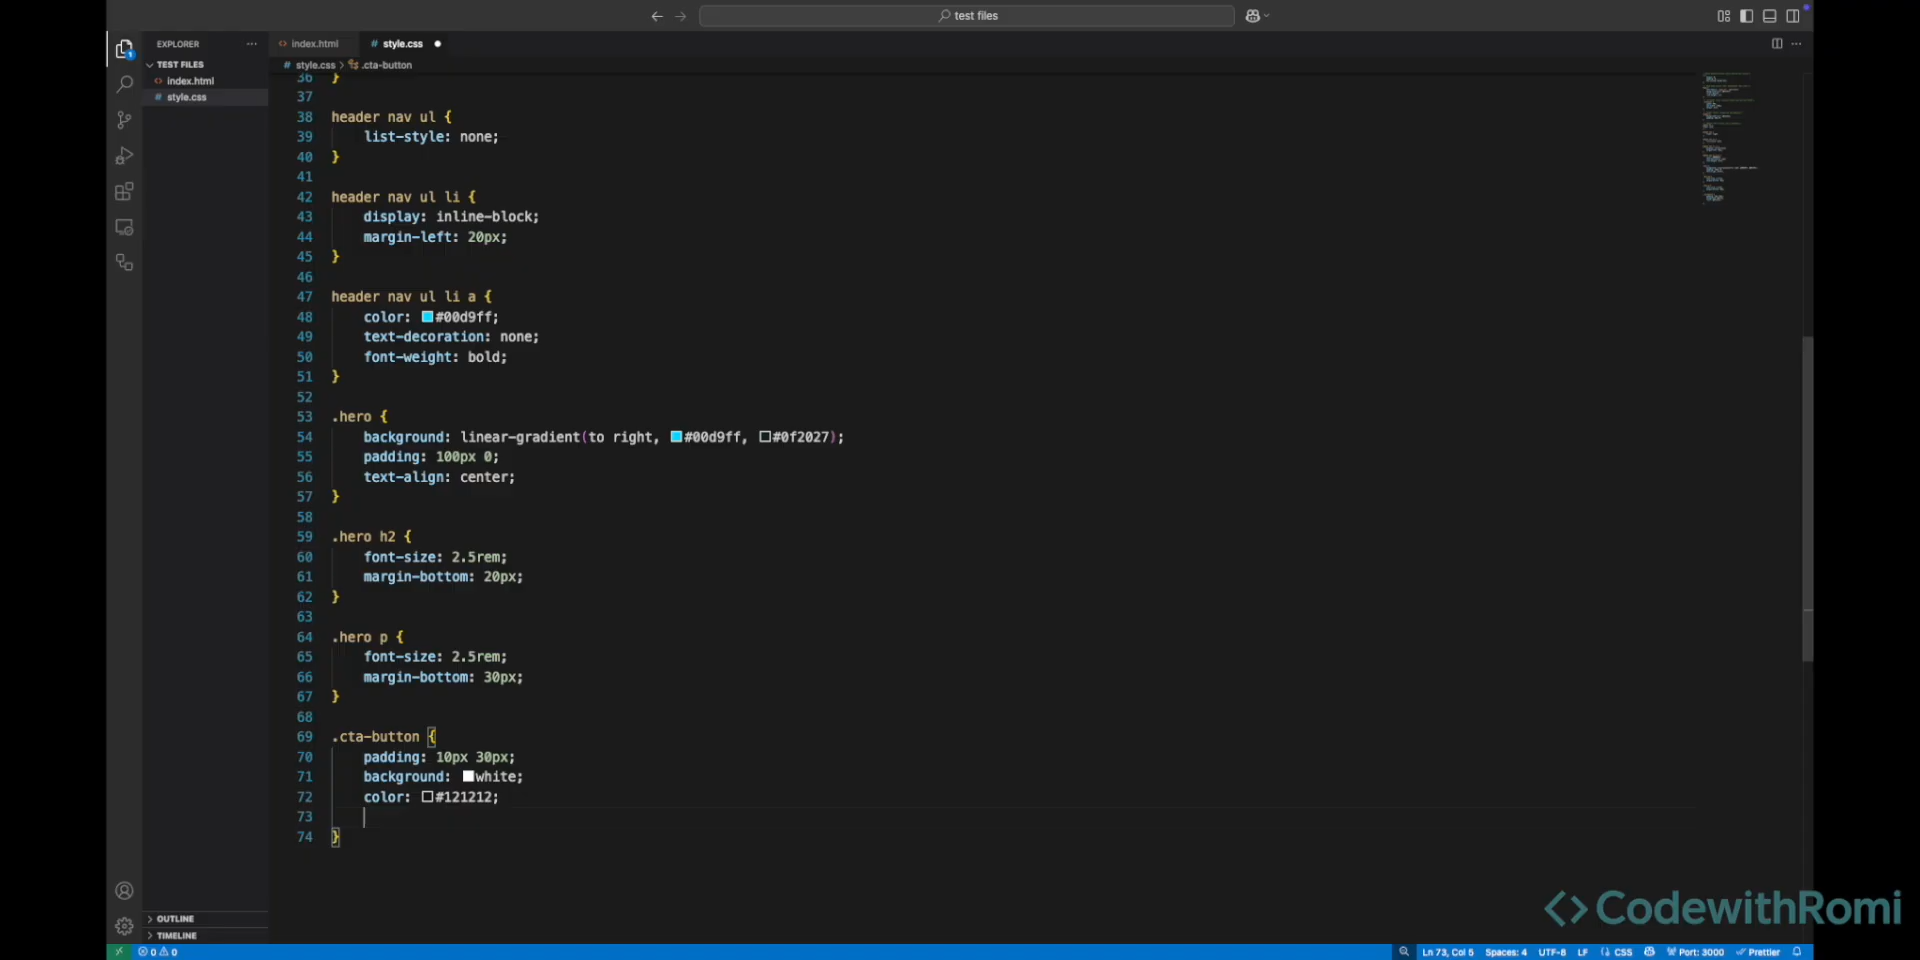 test files
EXPLORER
index.html
style.css
TEST FILES
style.css > .cta-button
index.html
style.css
36 }
37
38 header nav ul {
39 list-style: none;
40 }
41
42 header nav ul li {
43 display: inline-block;
44 margin-left: 20px;
45 }
46
47 header nav ul li a {
48 color: #00d9ff;
49 text-decoration: none;
50 font-weight: bold;
51 }
52
53 .hero {
54 background: linear-gradient(to right, #00d9ff, #0f2027);
55 padding: 100px 0;
56 text-align: center;
57 }
58
59 .hero h2 {
60 font-size: 2.5rem;
61 margin-bottom: 20px;
62 }
63
64 .hero p {
65 font-size: 2.5rem;
66 margin-bottom: 30px;
67 }
68
69 .cta-button {
70 padding: 10px 30px;
71 background: white;
72 color: #121212;
73
74 }
OUTLINE
TIMELINE
<> CodewithRomi
0 0
Ln 73, Col 5 Spaces: 4 UTF-8 LF CSS Port: 3000 Prettier